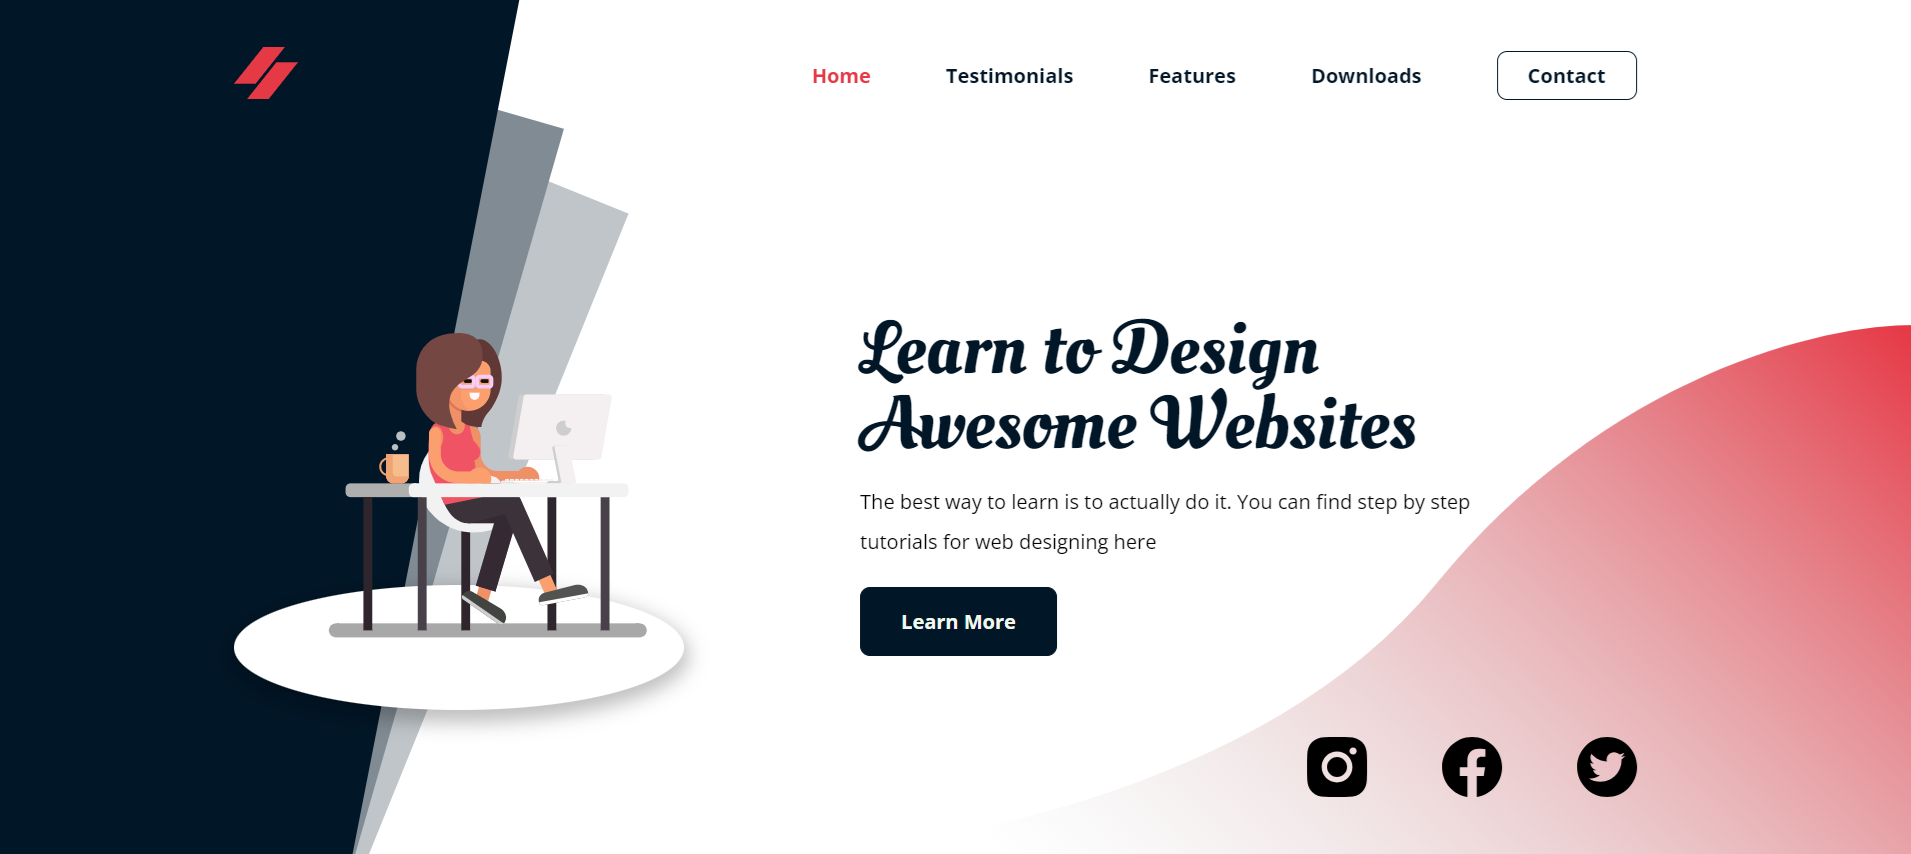 Home Testimonials Features Downloads Contact
Learn to Design
Awesome Websites
The best way to learn is to actually do it. You can find step by step
tutorials for web designing here
Learn More